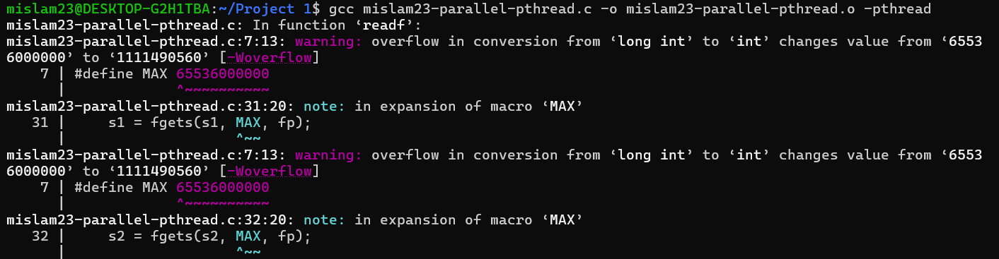 mislam23@DESKTOP-G2H1TBA:~/Project 1$ gcc mislam23-parallel-pthread.c -o mislam23-parallel-pthread.o -pthread
mislam23-parallel-pthread.c: In function ‘readf’:
mislam23-parallel-pthread.c:7:13: warning: overflow in conversion from ‘long int’ to ‘int’ changes value from ‘6553
6000000’ to ‘1111490560’ [-Woverflow]
    7 | #define MAX 65536000000
      |             ^~~~~~~~~~~
mislam23-parallel-pthread.c:31:20: note: in expansion of macro ‘MAX’
   31 |     s1 = fgets(s1, MAX, fp);
      |                    ^~~
mislam23-parallel-pthread.c:7:13: warning: overflow in conversion from ‘long int’ to ‘int’ changes value from ‘6553
6000000’ to ‘1111490560’ [-Woverflow]
    7 | #define MAX 65536000000
      |             ^~~~~~~~~~~
mislam23-parallel-pthread.c:32:20: note: in expansion of macro ‘MAX’
   32 |     s2 = fgets(s2, MAX, fp);
      |                    ^~~